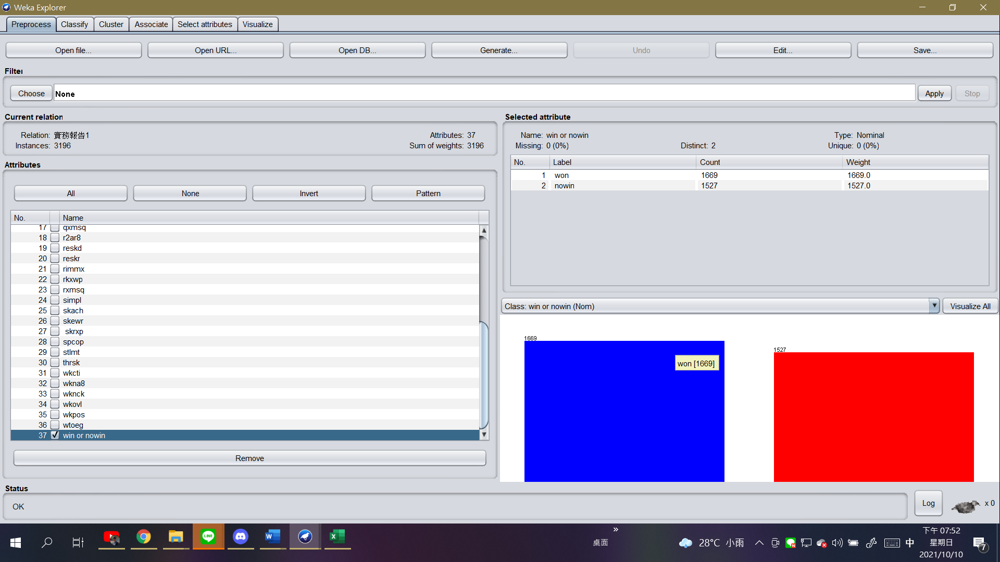 Weka Explorer
Preprocess Classify Cluster Associate Select attributes Visualize
Open file... Open URL... Open DB... Generate... Undo Edit... Save...
Filter
Choose None Apply Stop
Current relation
Relation: 實務報告1 Attributes: 37
Instances: 3196 Sum of weights: 3196
Attributes
All None Invert Pattern
No. Name
17 qxmsq
18 r2ar8
19 reskd
20 reskr
21 rimmx
22 rkxwp
23 rxmsq
24 simpl
25 skach
26 skewr
27 skrxp
28 spcop
29 stlmt
30 thrsk
31 wkcti
32 wkna8
33 wknck
34 wkovl
35 wkpos
36 wtoeg
37 win or nowin
Remove
Selected attribute
Name: win or nowin Type: Nominal
Missing: 0 (0%) Distinct: 2 Unique: 0 (0%)
No. Label Count Weight
1 won 1669 1669.0
2 nowin 1527 1527.0
Class: win or nowin (Nom) Visualize All
1669
1527
won [1669]
Status
OK
Log x 0
LINE
桌面
28°C 小雨
中
下午 07:52
星期日
2021/10/10
7